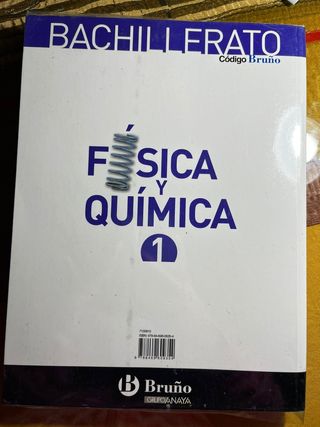 BACHILLERATO
Código Bruño
FÍSICA
Y
QUÍMICA
1
B Bruño
GRUPO ANAYA